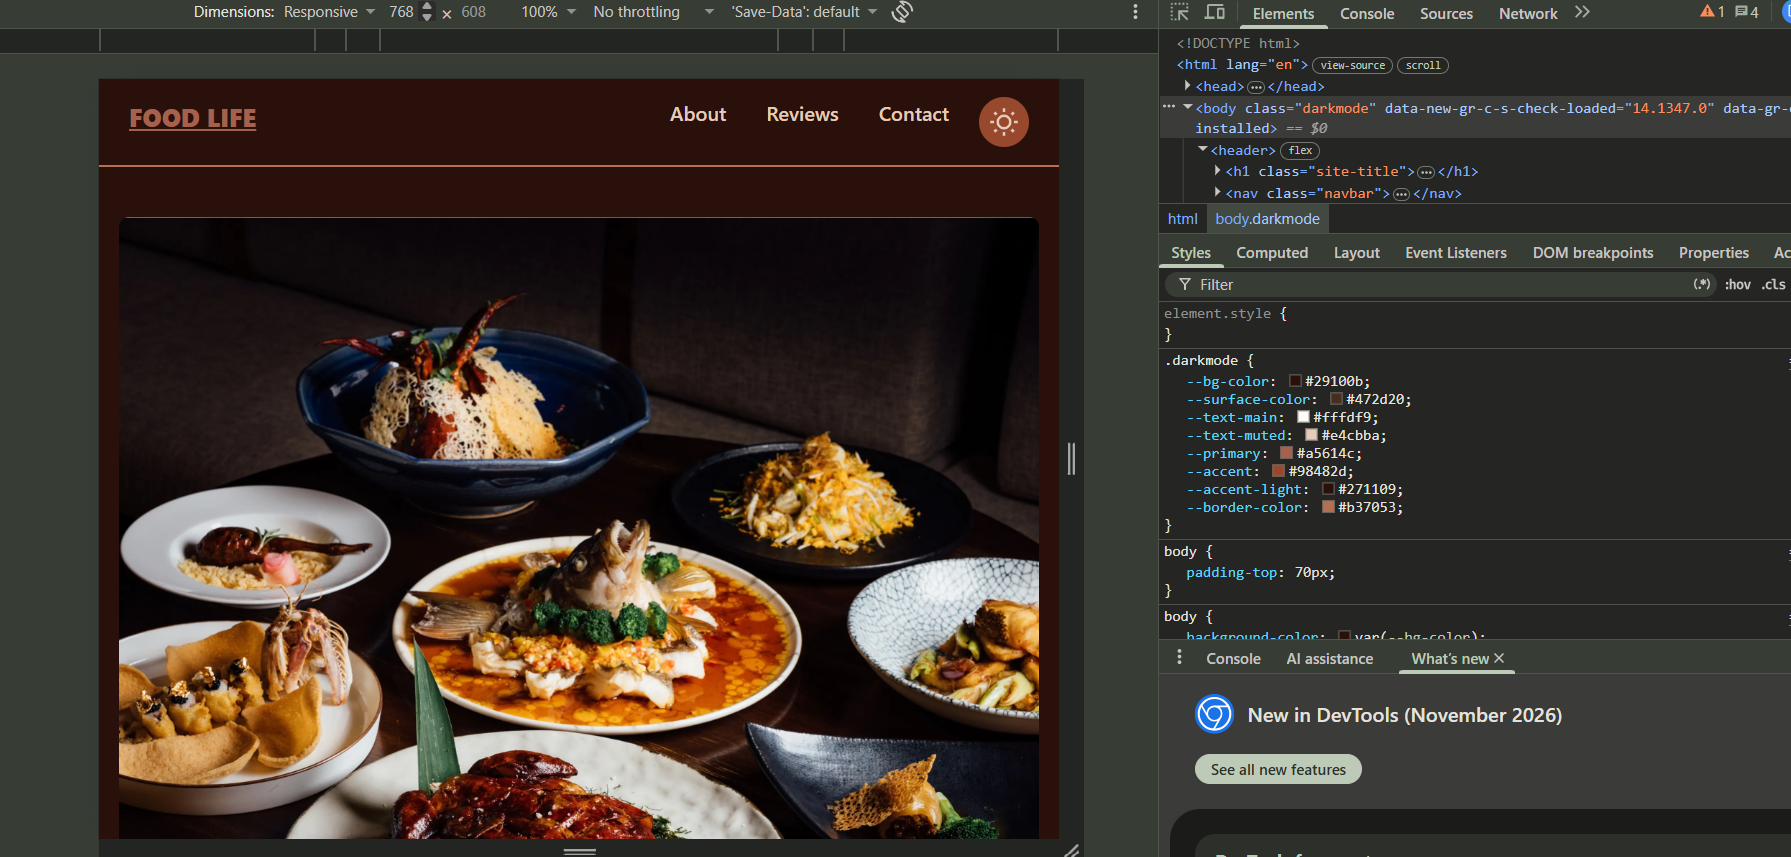 Dimensions: Responsive 768 × 608 100% No throttling 'Save-Data': default
FOOD LIFE
About Reviews Contact
Elements Console Sources Network 1 4
<!DOCTYPE html>
<html lang="en"> view-source scroll
<head> … </head>
… <body class="darkmode" data-new-gr-c-s-check-loaded="14.1347.0" data-gr-
installed> == $0
<header> flex
<h1 class="site-title"> … </h1>
<nav class="navbar"> … </nav>
html body.darkmode
Styles Computed Layout Event Listeners DOM breakpoints Properties Ac
Filter (.*) :hov .cls
element.style {
}
.darkmode {
--bg-color: #29100b;
--surface-color: #472d20;
--text-main: #fffdf9;
--text-muted: #e4cbba;
--primary: #a5614c;
--accent: #98482d;
--accent-light: #271109;
--border-color: #b37053;
}
body {
padding-top: 70px;
}
body {
background-color: var(--bg-color);
Console AI assistance What's new ×
New in DevTools (November 2026)
See all new features